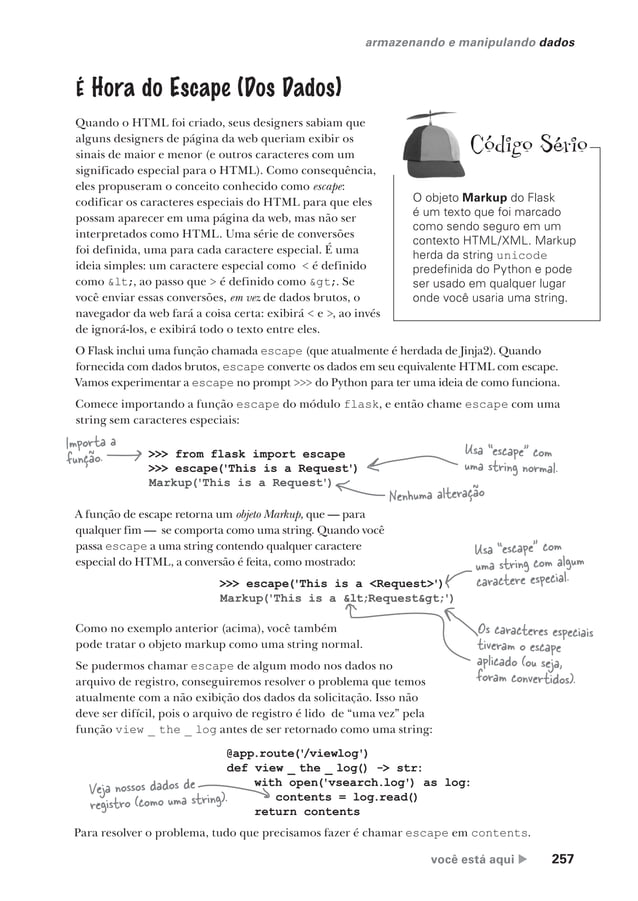 armazenando e manipulando dados
É Hora do Escape (Dos Dados)
Quando o HTML foi criado, seus designers sabiam que
alguns designers de página da web queriam exibir os
sinais de maior e menor (e outros caracteres com um
significado especial para o HTML). Como consequência,
eles propuseram o conceito conhecido como escape:
codificar os caracteres especiais do HTML para que eles
possam aparecer em uma página da web, mas não ser
interpretados como HTML. Uma série de conversões
foi definida, uma para cada caractere especial. É uma
ideia simples: um caractere especial como < é definido
como &lt;, ao passo que > é definido como &gt;. Se
você enviar essas conversões, em vez de dados brutos, o
navegador da web fará a coisa certa: exibirá < e >, ao invés
de ignorá-los, e exibirá todo o texto entre eles.
Código Sério
O objeto Markup do Flask
é um texto que foi marcado
como sendo seguro em um
contexto HTML/XML. Markup
herda da string unicode
predefinida do Python e pode
ser usado em qualquer lugar
onde você usaria uma string.
O Flask inclui uma função chamada escape (que atualmente é herdada de Jinja2). Quando
fornecida com dados brutos, escape converte os dados em seu equivalente HTML com escape.
Vamos experimentar a escape no prompt >>> do Python para ter uma ideia de como funciona.
Comece importando a função escape do módulo flask, e então chame escape com uma
string sem caracteres especiais:
Importa a
função.
>>> from flask import escape
>>> escape('This is a Request')
Markup('This is a Request')
Usa "escape" com
uma string normal.
Nenhuma alteração
A função de escape retorna um objeto Markup, que — para
qualquer fim — se comporta como uma string. Quando você
passa escape a uma string contendo qualquer caractere
especial do HTML, a conversão é feita, como mostrado:
Usa "escape" com
uma string com algum
caractere especial.
>>> escape('This is a <Request>')
Markup('This is a &lt;Request&gt;')
Os caracteres especiais
tiveram o escape
aplicado (ou seja,
foram convertidos).
Como no exemplo anterior (acima), você também
pode tratar o objeto markup como uma string normal.
Se pudermos chamar escape de algum modo nos dados no
arquivo de registro, conseguiremos resolver o problema que temos
atualmente com a não exibição dos dados da solicitação. Isso não
deve ser difícil, pois o arquivo de registro é lido de “uma vez” pela
função view _ the _ log antes de ser retornado como uma string:
@app.route('/viewlog')
def view _ the _ log() -> str:
with open('vsearch.log') as log:
contents = log.read()
return contents
Veja nossos dados de
registro (como uma string).
Para resolver o problema, tudo que precisamos fazer é chamar escape em contents.
você está aqui ▶ 257